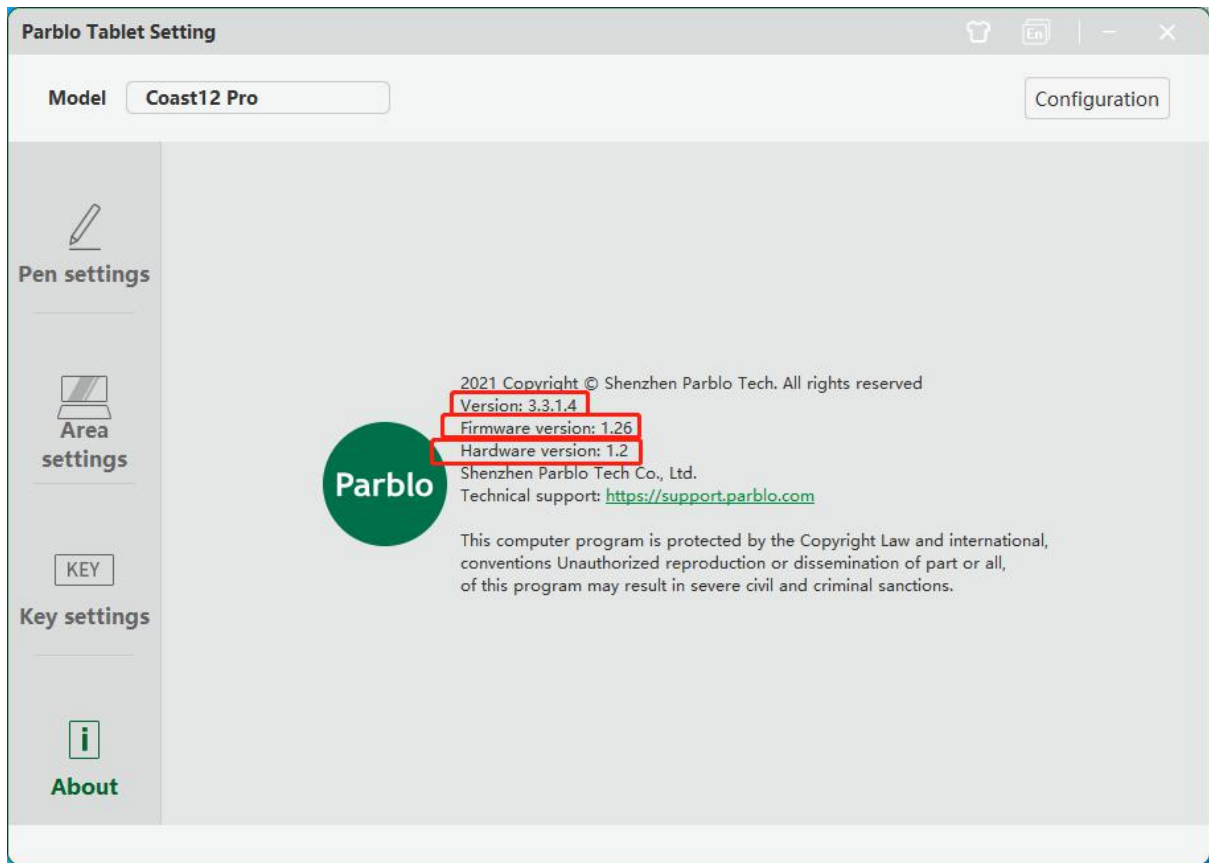 Parblo Tablet Setting
En
Model Coast12 Pro Configuration
Pen settings
Area
settings
KEY
Key settings
i
About
Parblo
2021 Copyright © Shenzhen Parblo Tech. All rights reserved
Version: 3.3.1.4
Firmware version: 1.26
Hardware version: 1.2
Shenzhen Parblo Tech Co., Ltd.
Technical support: https://support.parblo.com
This computer program is protected by the Copyright Law and international,
conventions Unauthorized reproduction or dissemination of part or all,
of this program may result in severe civil and criminal sanctions.